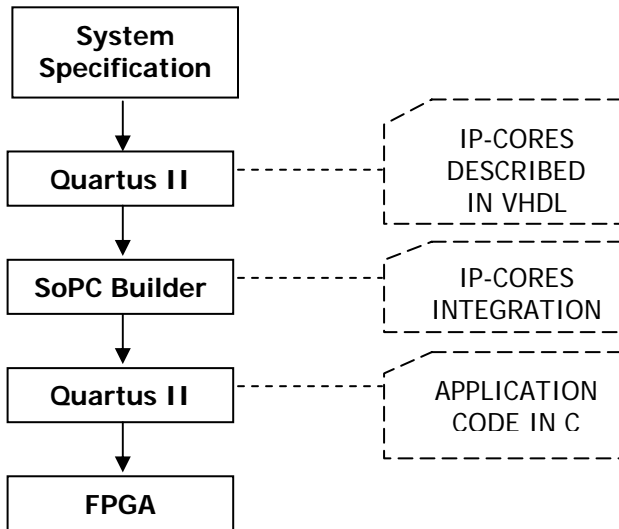 System
Specification
Quartus II
IP-CORES
DESCRIBED
IN VHDL
SoPC Builder
IP-CORES
INTEGRATION
Quartus II
APPLICATION
CODE IN C
FPGA